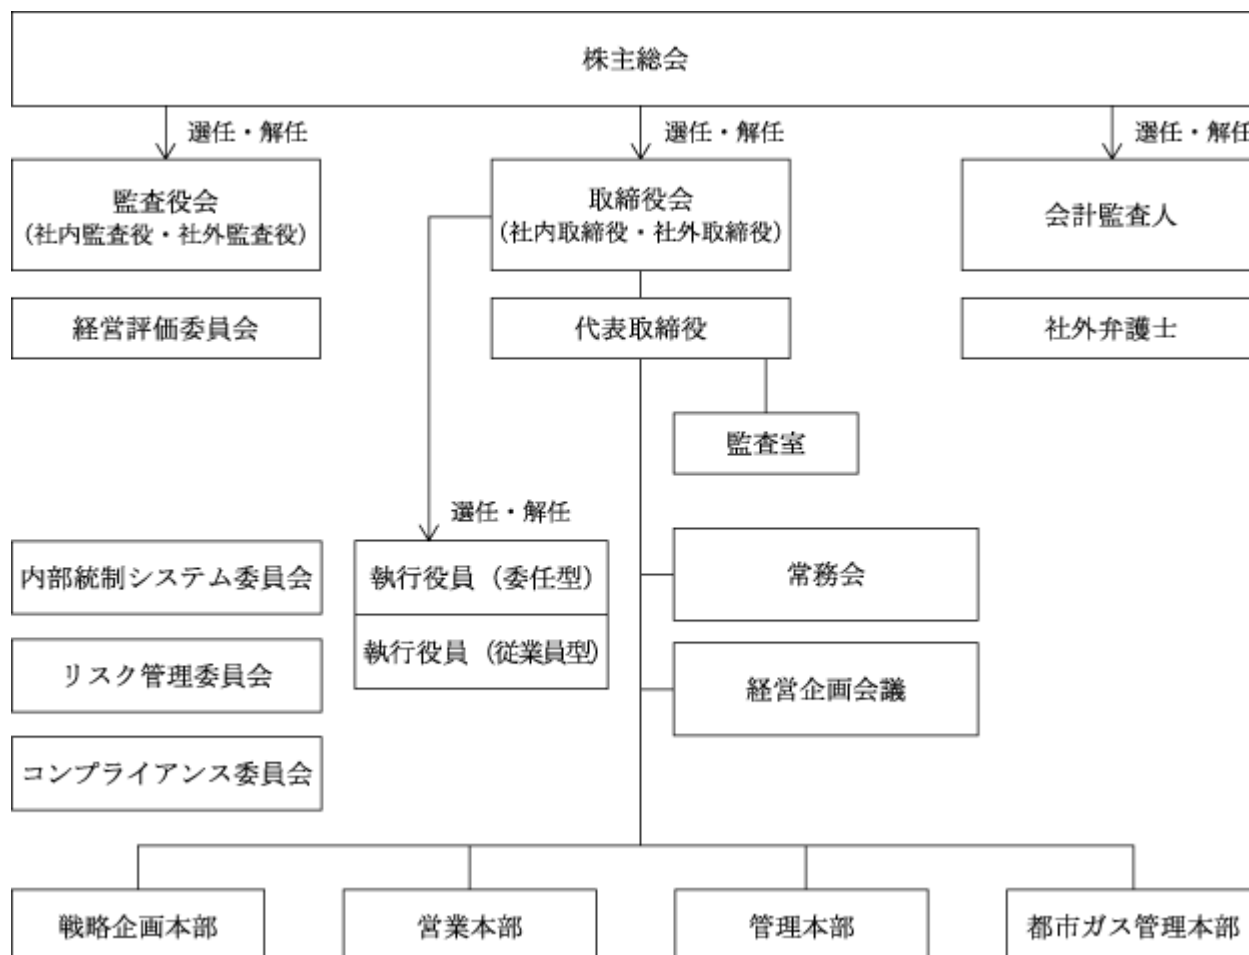 株主総会
選任・解任
選任・解任
選任・解任
監査役会
（社内監査役・社外監査役）
取締役会
（社内取締役・社外取締役）
会計監査人
経営評価委員会
代表取締役
社外弁護士
監査室
選任・解任
内部統制システム委員会
執行役員（委任型）
常務会
執行役員（従業員型）
リスク管理委員会
経営企画会議
コンプライアンス委員会
戦略企画本部
営業本部
管理本部
都市ガス管理本部